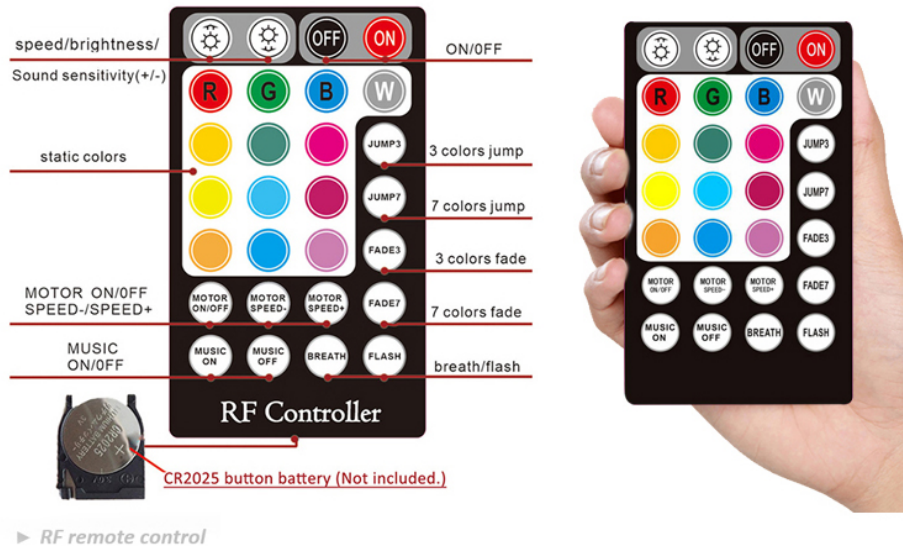 speed/brightness/
Sound sensitivity(+/-)
OFF
ON
ON/0FF
R
G
B
W
static colors
JUMP3
3 colors jump
JUMP7
7 colors jump
FADE3
3 colors fade
MOTOR ON/0FF
SPEED-/SPEED+
MOTOR
ON/OFF
MOTOR
SPEED-
MOTOR
SPEED+
FADE7
7 colors fade
MUSIC
ON/0FF
MUSIC
ON
MUSIC
OFF
BREATH
FLASH
breath/flash
RF Controller
CR2025
CR2025 button battery (Not included.)
► RF remote control
OFF
ON
R
G
B
W
JUMP3
JUMP7
FADE3
MOTOR
ON/OFF
MOTOR
SPEED-
MOTOR
SPEED+
FADE7
MUSIC
ON
MUSIC
OFF
BREATH
FLASH